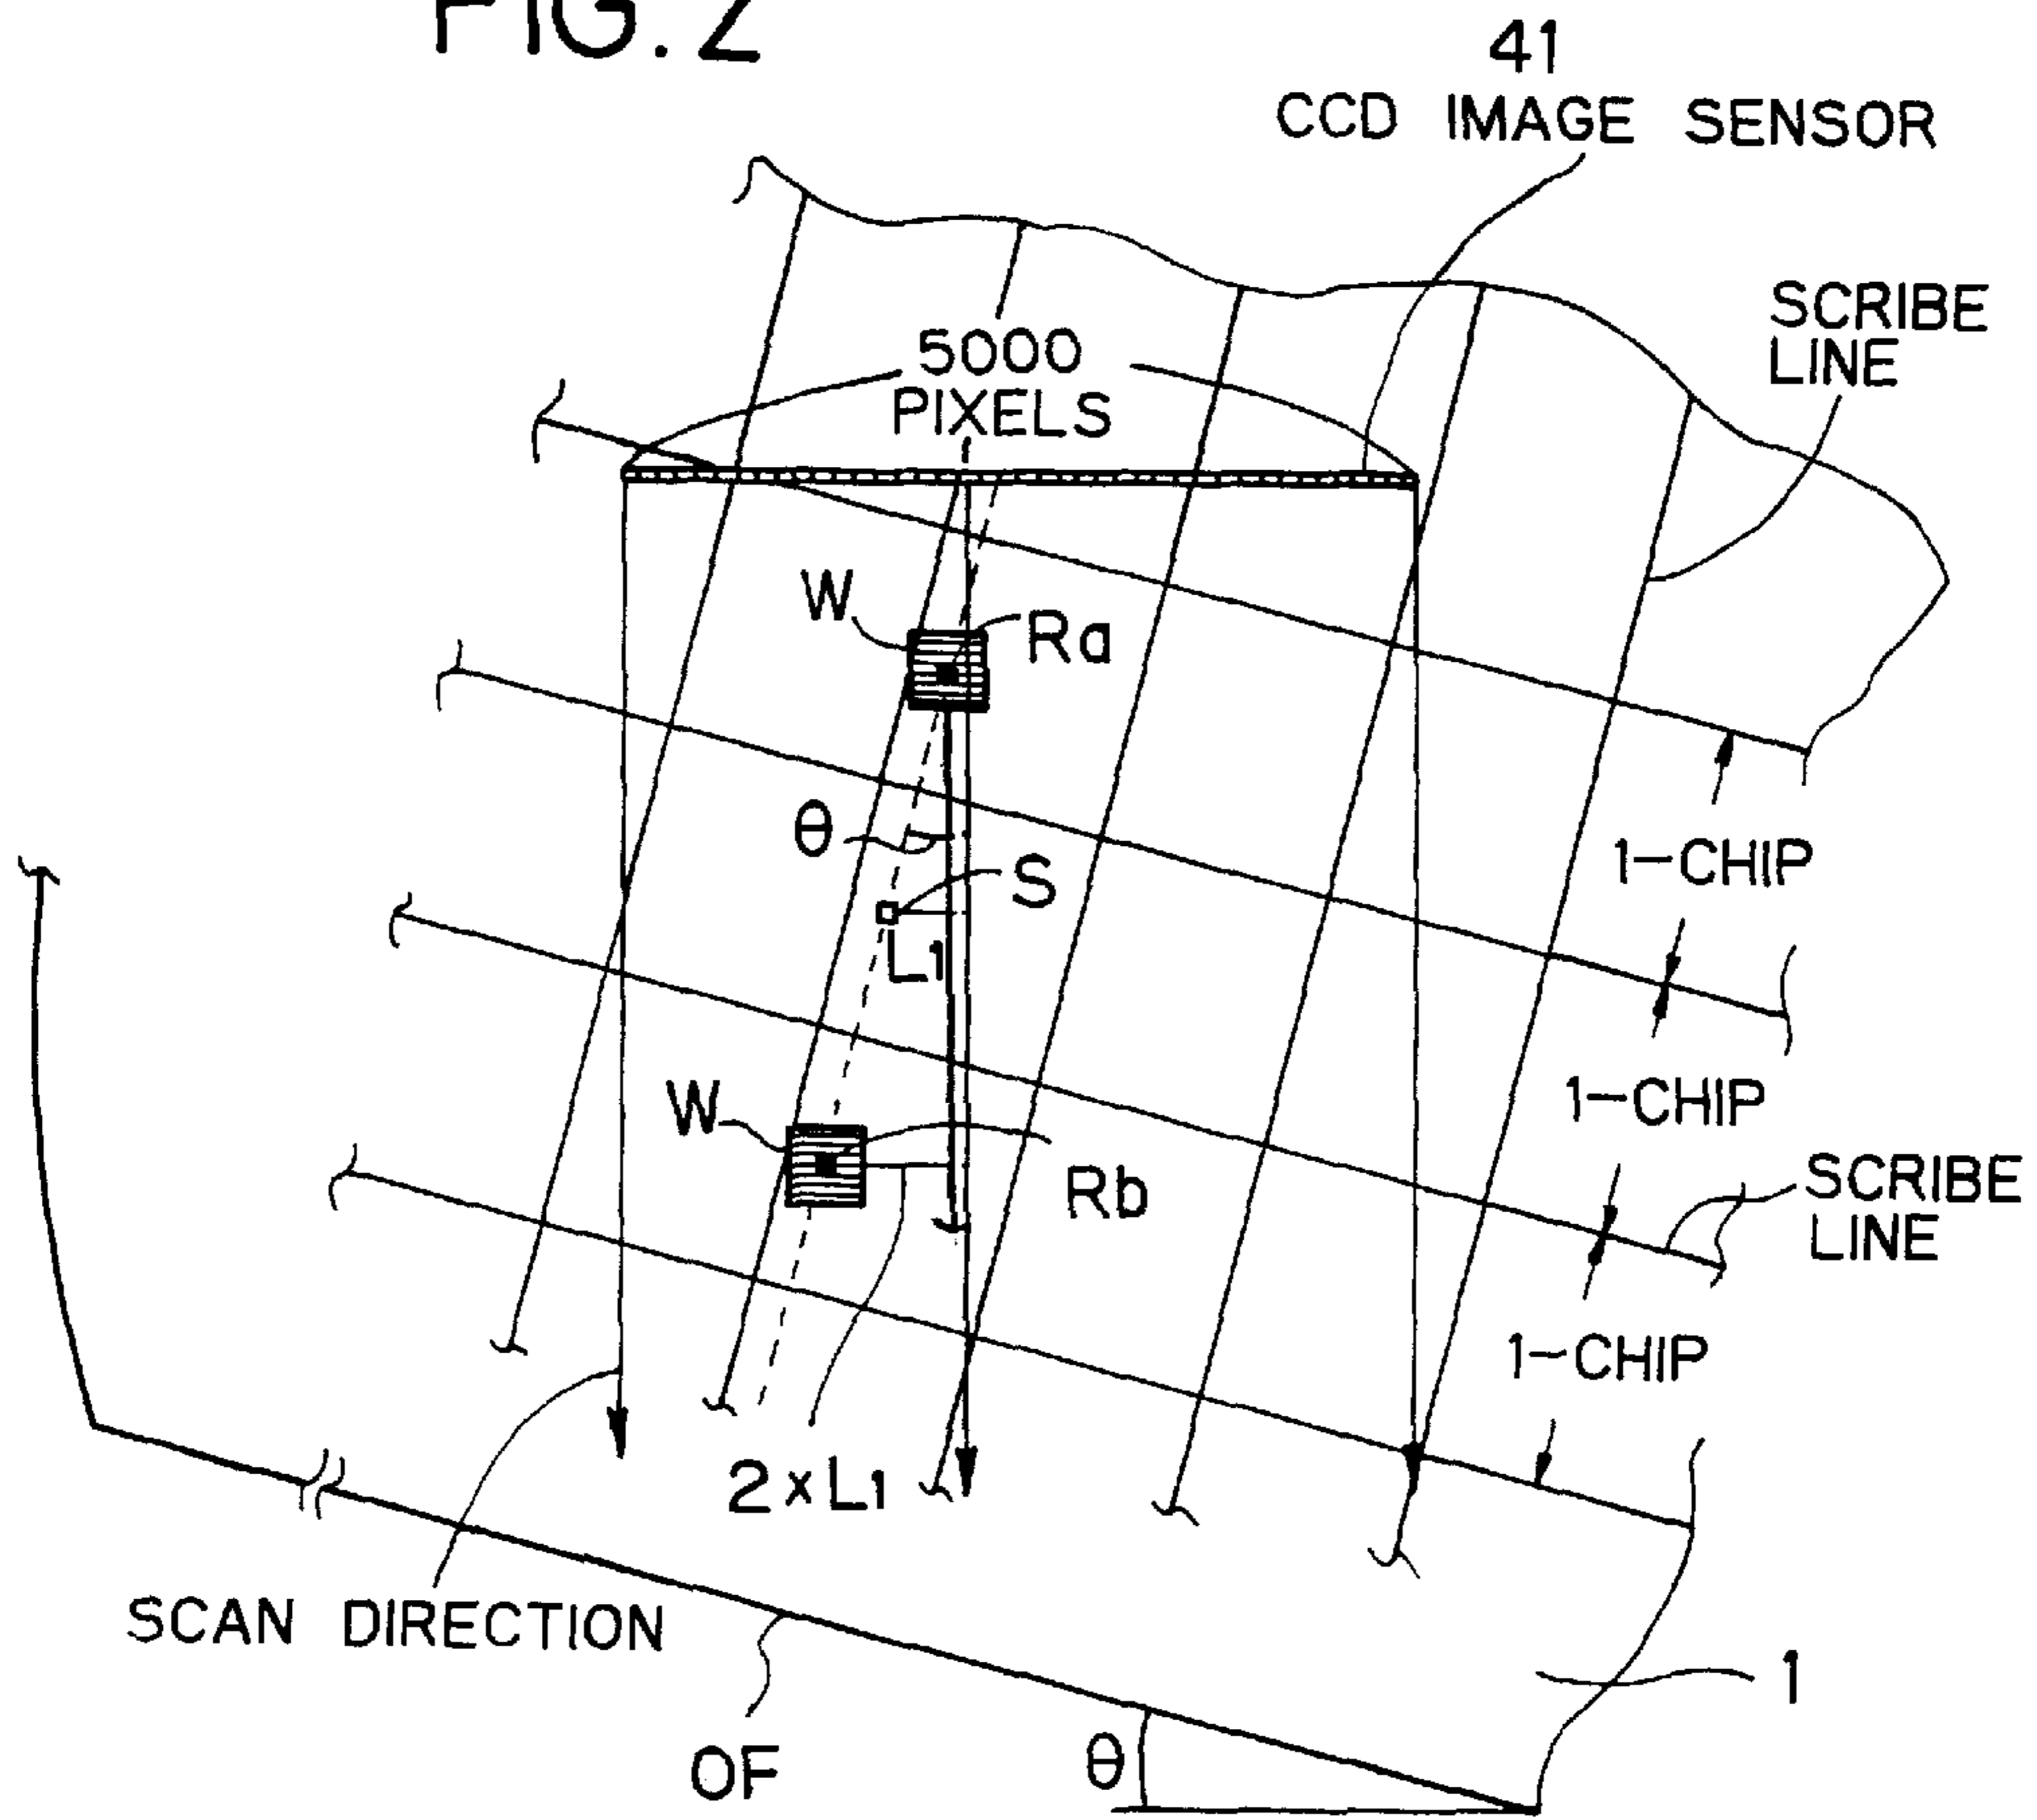 FIG. 2
41
CCD IMAGE SENSOR
SCRIBE
LINE
5000
PIXELS
W
Ra
θ
S
L1
1-CHIP
W
Rb
1-CHIP
SCRIBE
LINE
1-CHIP
2×L1
SCAN DIRECTION
1
OF
θ